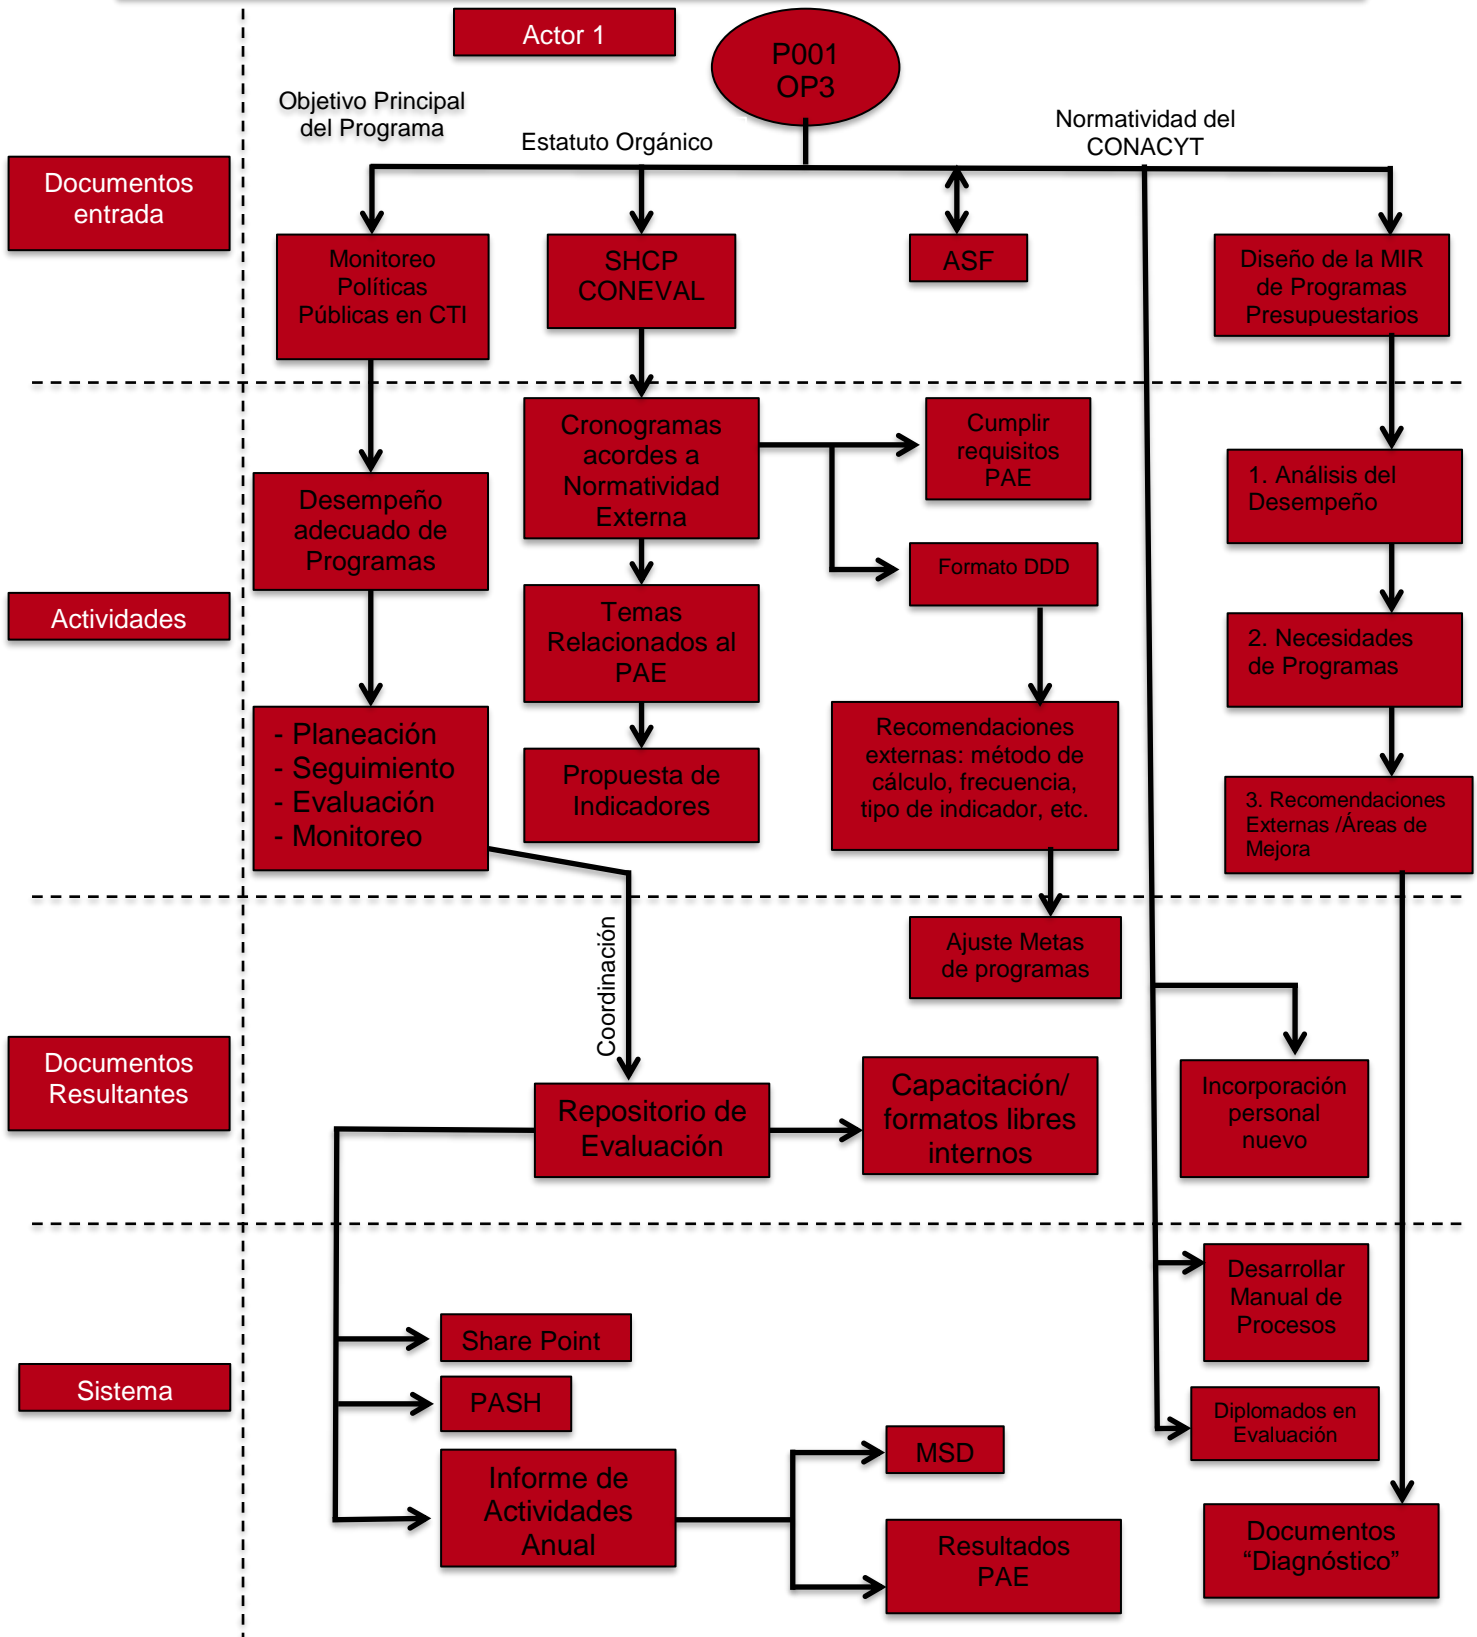 Actor 1
P001
OP3
Objetivo Principal
del Programa
Estatuto Orgánico
Normatividad del
CONACYT
Documentos
entrada
Monitoreo
Políticas
Públicas en CTI
SHCP
CONEVAL
ASF
Diseño de la MIR
de Programas
Presupuestarios
Cronogramas
acordes a
Normatividad
Externa
Cumplir
requisitos
PAE
1. Análisis del
Desempeño
Desempeño
adecuado de
Programas
Formato DDD
Actividades
Temas
Relacionados al
PAE
2. Necesidades
de Programas
- Planeación
- Seguimiento
- Evaluación
- Monitoreo
Propuesta de
Indicadores
Recomendaciones
externas: método de
cálculo, frecuencia,
tipo de indicador, etc.
3. Recomendaciones
Externas /Áreas de
Mejora
Coordinación
Ajuste Metas
de programas
Documentos
Resultantes
Repositorio de
Evaluación
Capacitación/
formatos libres
internos
Incorporación
personal
nuevo
Desarrollar
Manual de
Procesos
Share Point
Sistema
PASH
Diplomados en
Evaluación
MSD
Informe de
Actividades
Anual
Resultados
PAE
Documentos
“Diagnóstico”